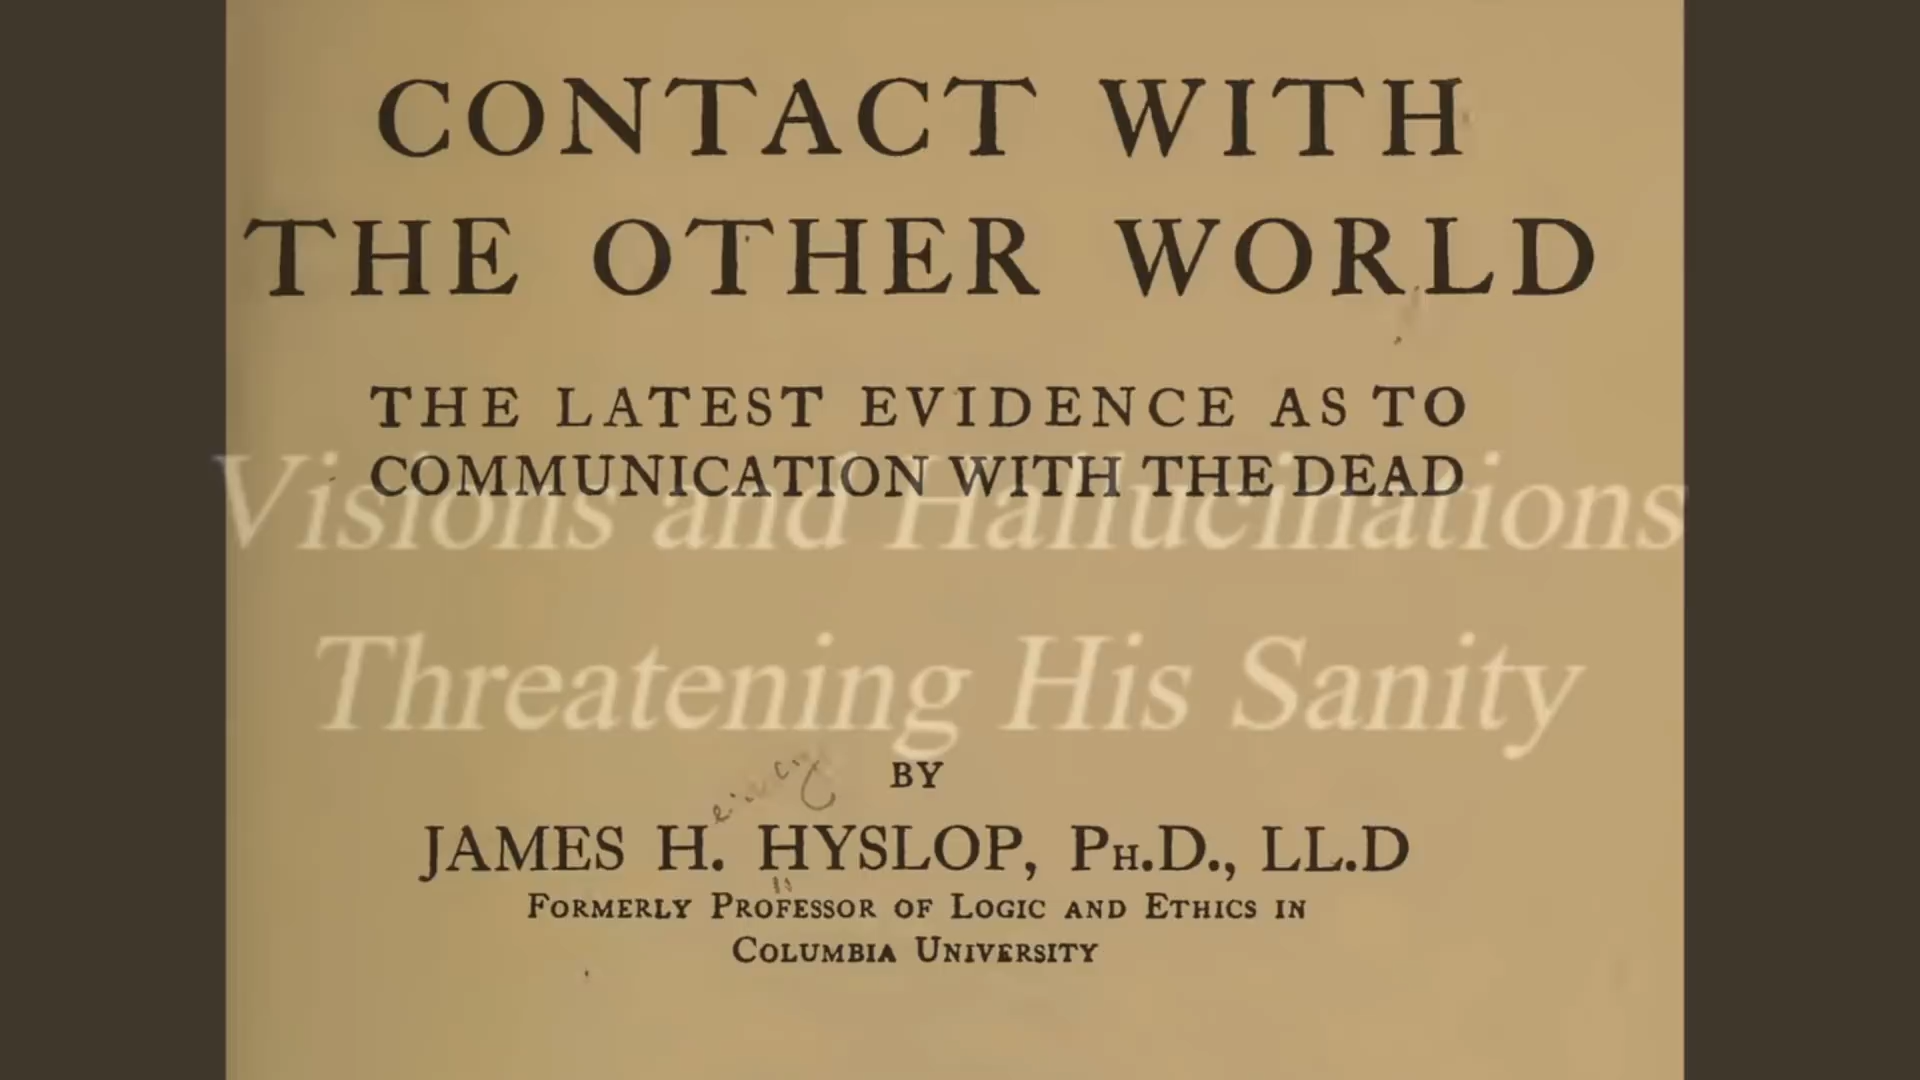 CONTACT WITH
THE OTHER WORLD
THE LATEST EVIDENCE AS TO
COMMUNICATION WITH THE DEAD
Visions and Hallucinations
Threatening His Sanity
BY
JAMES H. HYSLOP, PH.D., LL.D
FORMERLY PROFESSOR OF LOGIC AND ETHICS IN
COLUMBIA UNIVERSITY